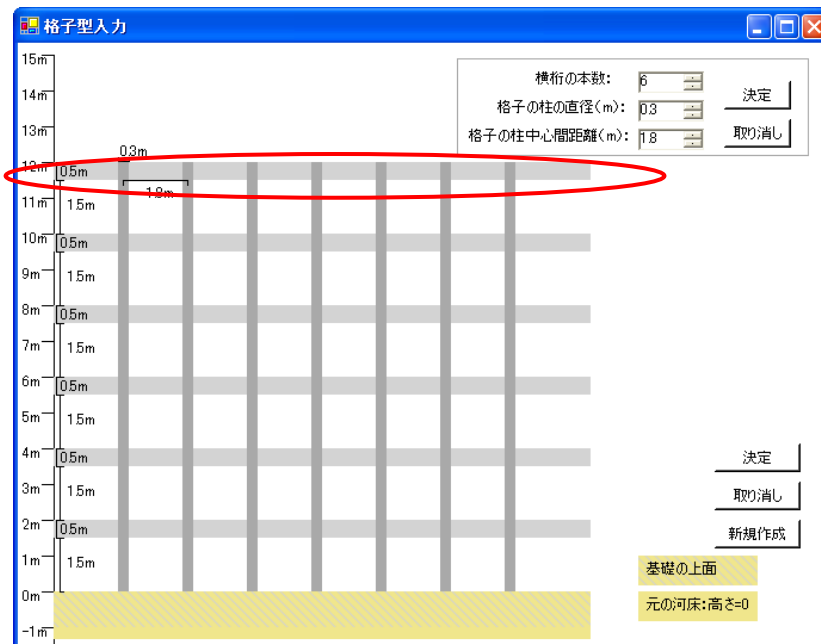 格子型入力
15m
14m
13m
12m
11m
10m
9m
8m
7m
6m
5m
4m
3m
2m
1m
0m
-1m
横桁の本数: 6
格子の柱の直径(m): 0.3
格子の柱中心間距離(m): 1.8
決定
取り消し
0.3m
0.5m
1.8m
1.5m
0.5m
1.5m
0.5m
1.5m
0.5m
1.5m
0.5m
1.5m
0.5m
1.5m
決定
取り消し
新規作成
基礎の上面
元の河床:高さ=0